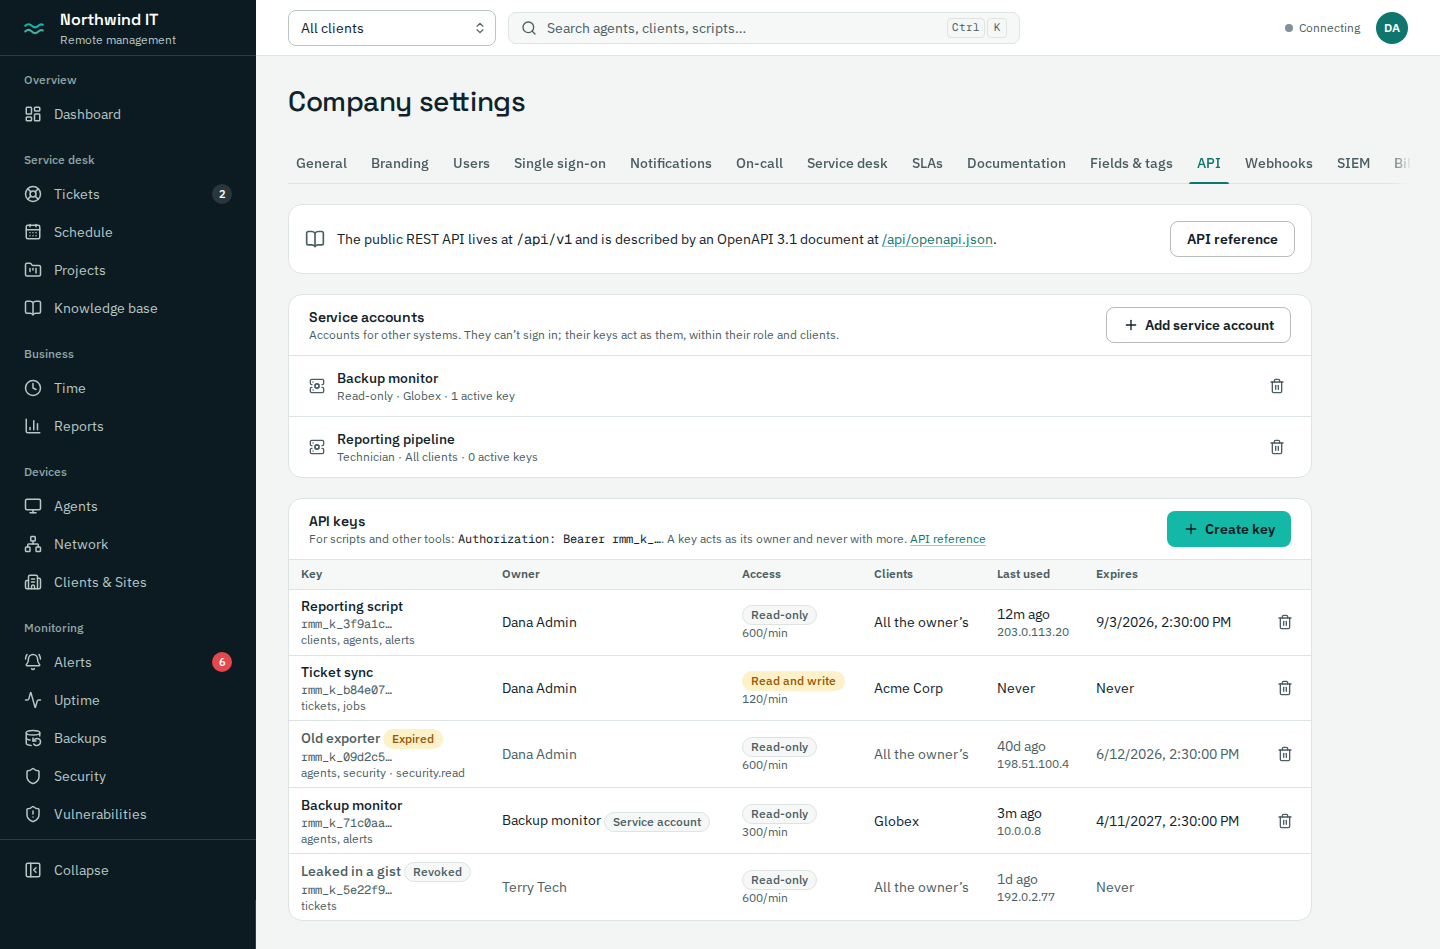 Northwind IT
Remote management
All clients
Search agents, clients, scripts...
Ctrl K
Connecting
DA
Overview
Dashboard
Service desk
Tickets 2
Schedule
Projects
Knowledge base
Business
Time
Reports
Devices
Agents
Network
Clients & Sites
Monitoring
Alerts 6
Uptime
Backups
Security
Vulnerabilities
Collapse
Company settings
General Branding Users Single sign-on Notifications On-call Service desk SLAs Documentation Fields & tags API Webhooks SIEM
The public REST API lives at /api/v1 and is described by an OpenAPI 3.1 document at /api/openapi.json.
API reference
Service accounts
Accounts for other systems. They can’t sign in; their keys act as them, within their role and clients.
Add service account
Backup monitor
Read-only · Globex · 1 active key
Reporting pipeline
Technician · All clients · 0 active keys
API keys
For scripts and other tools: Authorization: Bearer rmm_k_…. A key acts as its owner and never with more. API reference
Create key
Key Owner Access Clients Last used Expires
Reporting script
rmm_k_3f9a1c…
clients, agents, alerts
Dana Admin
Read-only
600/min
All the owner’s
12m ago
203.0.113.20
9/3/2026, 2:30:00 PM
Ticket sync
rmm_k_b84e07…
tickets, jobs
Dana Admin
Read and write
120/min
Acme Corp
Never
Never
Old exporter Expired
rmm_k_09d2c5…
agents, security · security.read
Dana Admin
Read-only
600/min
All the owner’s
40d ago
198.51.100.4
6/12/2026, 2:30:00 PM
Backup monitor
rmm_k_71c0aa…
agents, alerts
Backup monitor Service account
Read-only
300/min
Globex
3m ago
10.0.0.8
4/11/2027, 2:30:00 PM
Leaked in a gist Revoked
rmm_k_5e22f9…
tickets
Terry Tech
Read-only
600/min
All the owner’s
1d ago
192.0.2.77
Never